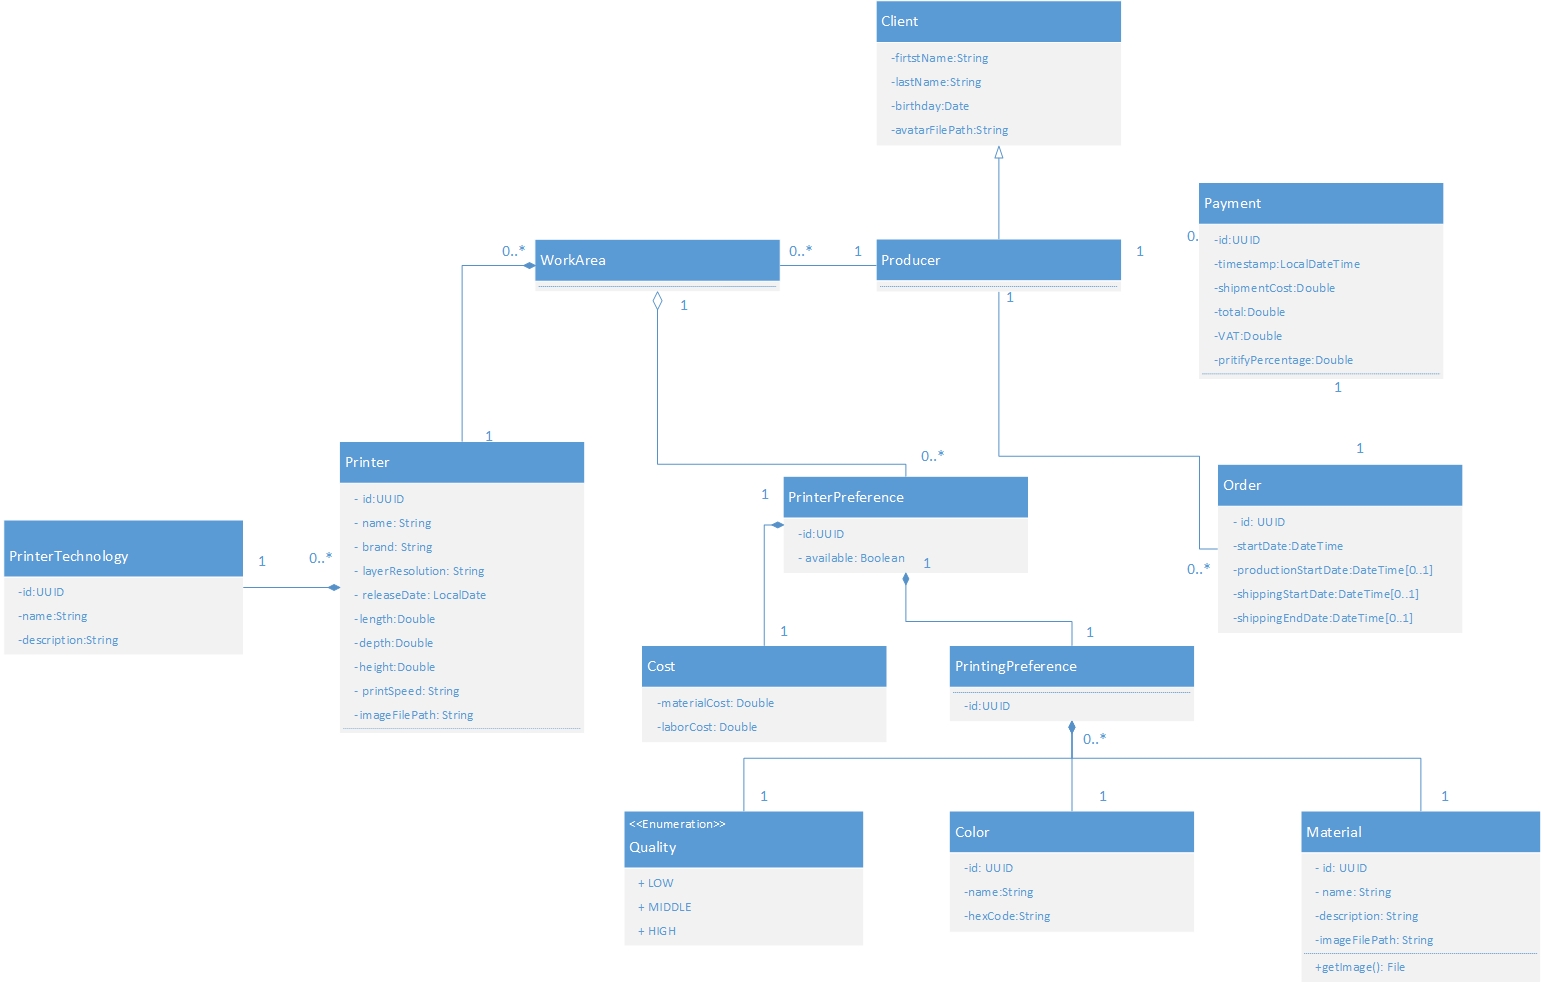 Client
-firtstName:String
-lastName:String
-birthday:Date
-avatarFilePath:String
Payment
-id:UUID
-timestamp:LocalDateTime
-shipmentCost:Double
-total:Double
-VAT:Double
-pritifyPercentage:Double
0.
1
1
0..*
WorkArea
0..*
1
Producer
1
1
1
0..*
1
Printer
- id:UUID
- name: String
- brand: String
- layerResolution: String
- releaseDate: LocalDate
-length:Double
-depth:Double
-height:Double
- printSpeed: String
-imageFilePath: String
PrinterTechnology
-id:UUID
-name:String
-description:String
1
0..*
1
PrinterPreference
-id:UUID
- available: Boolean
1
1
Order
- id: UUID
-startDate:DateTime
-productionStartDate:DateTime[0..1]
-shippingStartDate:DateTime[0..1]
-shippingEndDate:DateTime[0..1]
0..*
1
Cost
-materialCost: Double
-laborCost: Double
1
PrintingPreference
-id:UUID
0..*
1
1
1
<<Enumeration>>
Quality
+ LOW
+ MIDDLE
+ HIGH
Color
-id: UUID
-name:String
-hexCode:String
Material
- id: UUID
- name: String
-description: String
-imageFilePath: String
+getImage(): File